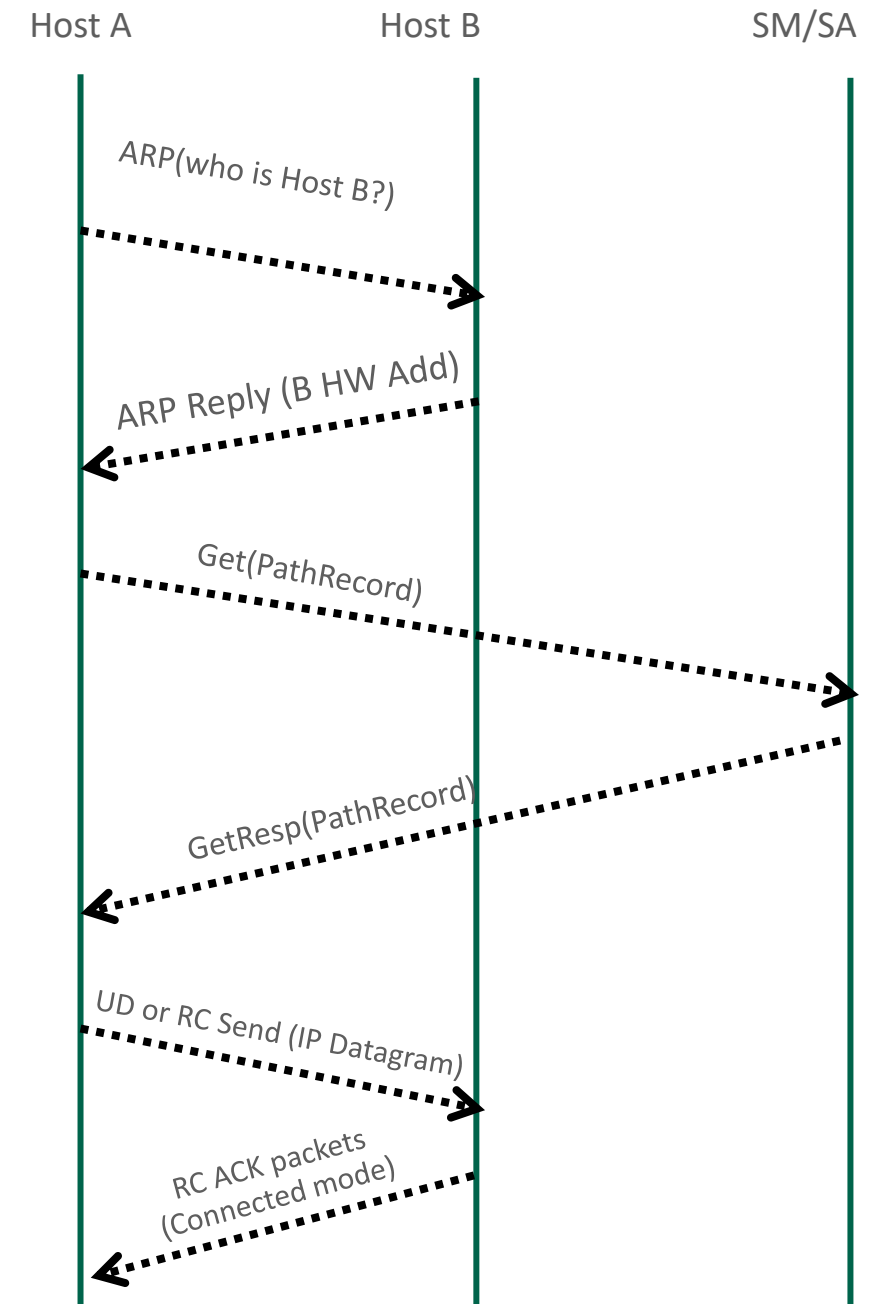 Host A
Host B
SM/SA
ARP(who is Host B?)
ARP Reply (B HW Add)
Get(PathRecord)
GetResp(PathRecord)
UD or RC Send (IP Datagram)
RC ACK packets
(Connected mode)